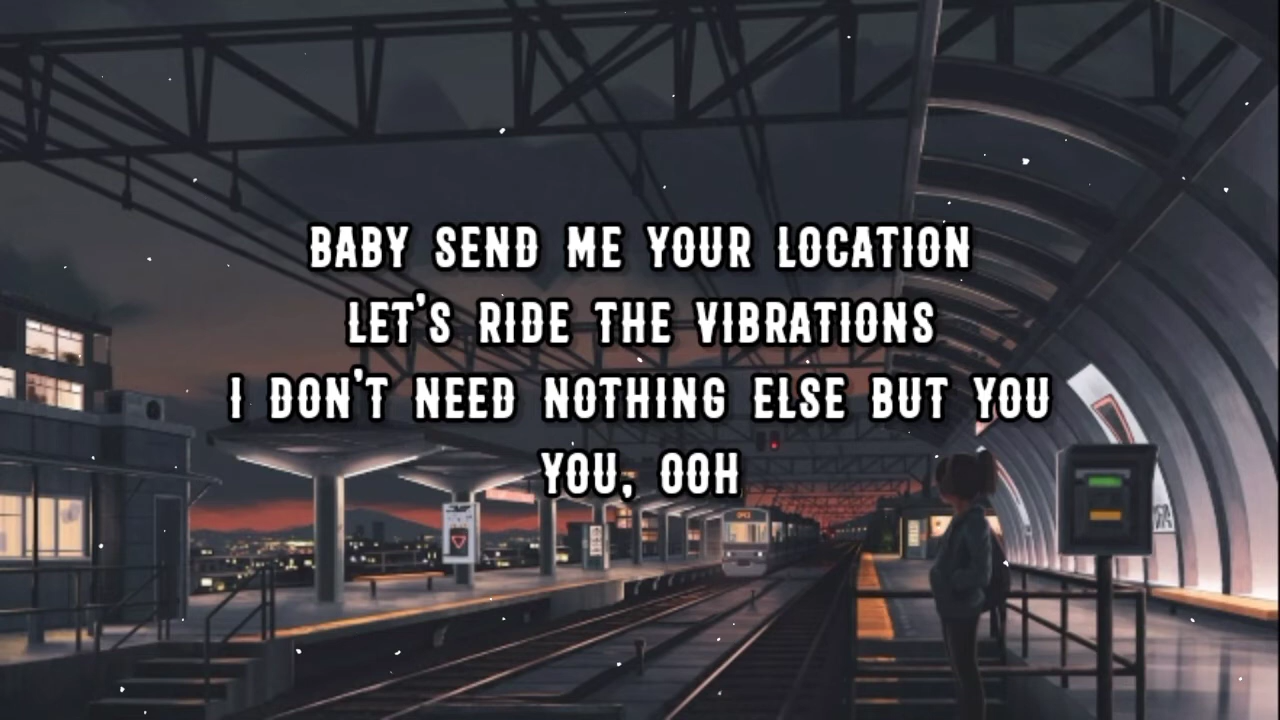 BABY SEND ME YOUR LOCATION
LET'S RIDE THE VIBRATIONS
I DON'T NEED NOTHING ELSE BUT YOU
YOU, OOH